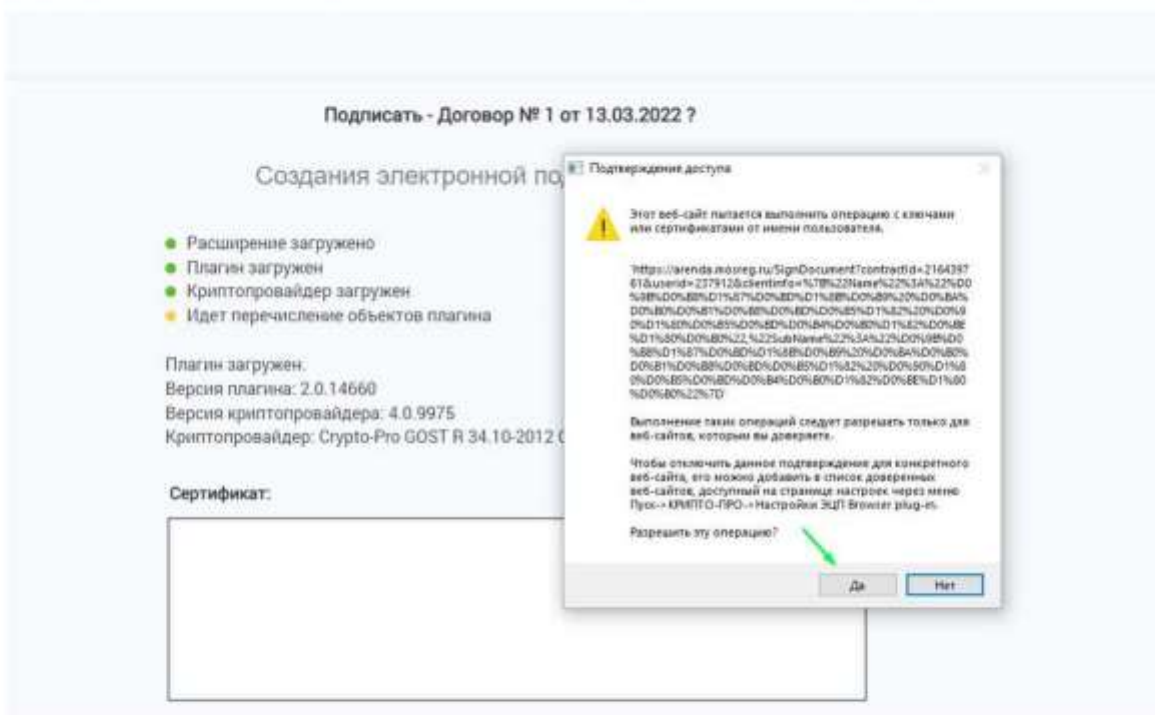 Подписать - Договор № 1 от 13.03.2022 ?
Создания электронной
Расширение загружено
Плагин загружен
Криптопровайдер загружен
Идет перечисление объектов плагина
Плагин загружен.
Версия плагина: 2.0.14660
Версия криптопровайдера: 4.0.9975
Криптопровайдер: Crypto-Pro GOST R 34.10-2012
Сертификат:
Подтверждение доступа
Этот веб-сайт пытается выполнить операцию с ключами
или сертификатами от имени пользователя.
Выполнение таких операций следует разрешать только для
веб-сайтов, которым вы доверяете.
Чтобы отключить данное подтверждение для конкретного
веб-сайта, его можно добавить в список доверенных
веб-сайтов, доступный на странице настроек через меню
Пуск->КРИПТО-ПРО->Настройки ЭЦП Browser plug-in.
Разрешить эту операцию?
Да
Нет